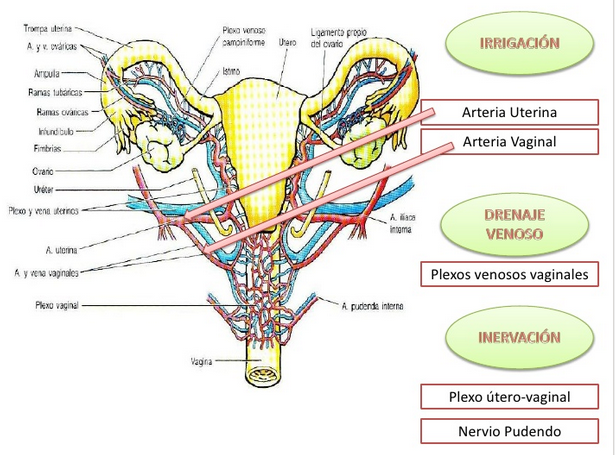 Trompa uterina
A. y v. ováricas
Ampulla
Ramas tubáricas
Ramas ováricas
Infundíbulo
Fimbrias
Ovario
Uréter
Plexo y vena uterinos
A. uterina
A. y vena vaginales
Plexo vaginal
Vagina
Plexo venoso
pampiniforme
Istmo
Utero
Ligamento propio
del ovario
A. ilíaca
interna
A. pudenda interna
IRRIGACIÓN
Arteria Uterina
Arteria Vaginal
DRENAJE
VENOSO
Plexos venosos vaginales
INERVACIÓN
Plexo útero-vaginal
Nervio Pudendo